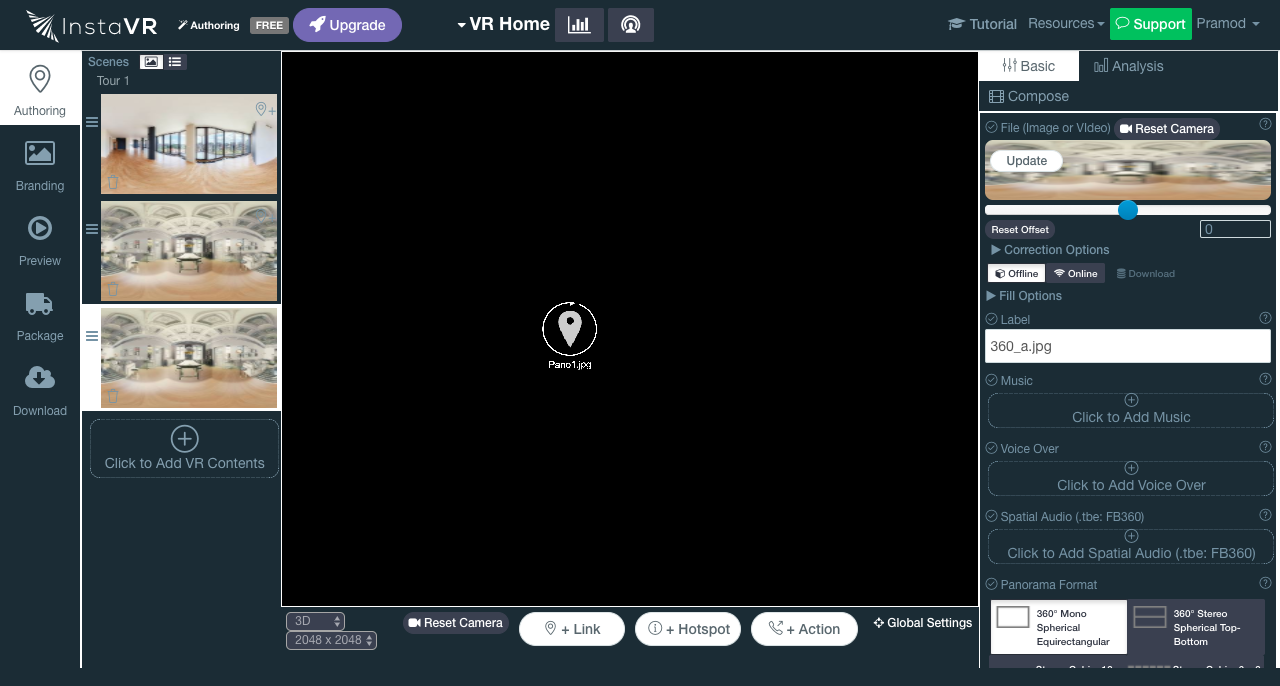 InstaVR
Authoring
FREE
Upgrade
VR Home
Tutorial
Resources
Support
Pramod
Authoring
Branding
Preview
Package
Download
Scenes
Tour 1
Click to Add VR Contents
Pano1.jpg
3D
2048 x 2048
Reset Camera
+ Link
+ Hotspot
+ Action
Global Settings
Basic
Analysis
Compose
File (Image or VIdeo)
Reset Camera
Update
Reset Offset
0
Correction Options
Offline
Online
Download
Fill Options
Label
360_a.jpg
Music
Click to Add Music
Voice Over
Click to Add Voice Over
Spatial Audio (.tbe: FB360)
Click to Add Spatial Audio (.tbe: FB360)
Panorama Format
360° Mono
Spherical
Equirectangular
360° Stereo
Spherical Top-
Bottom